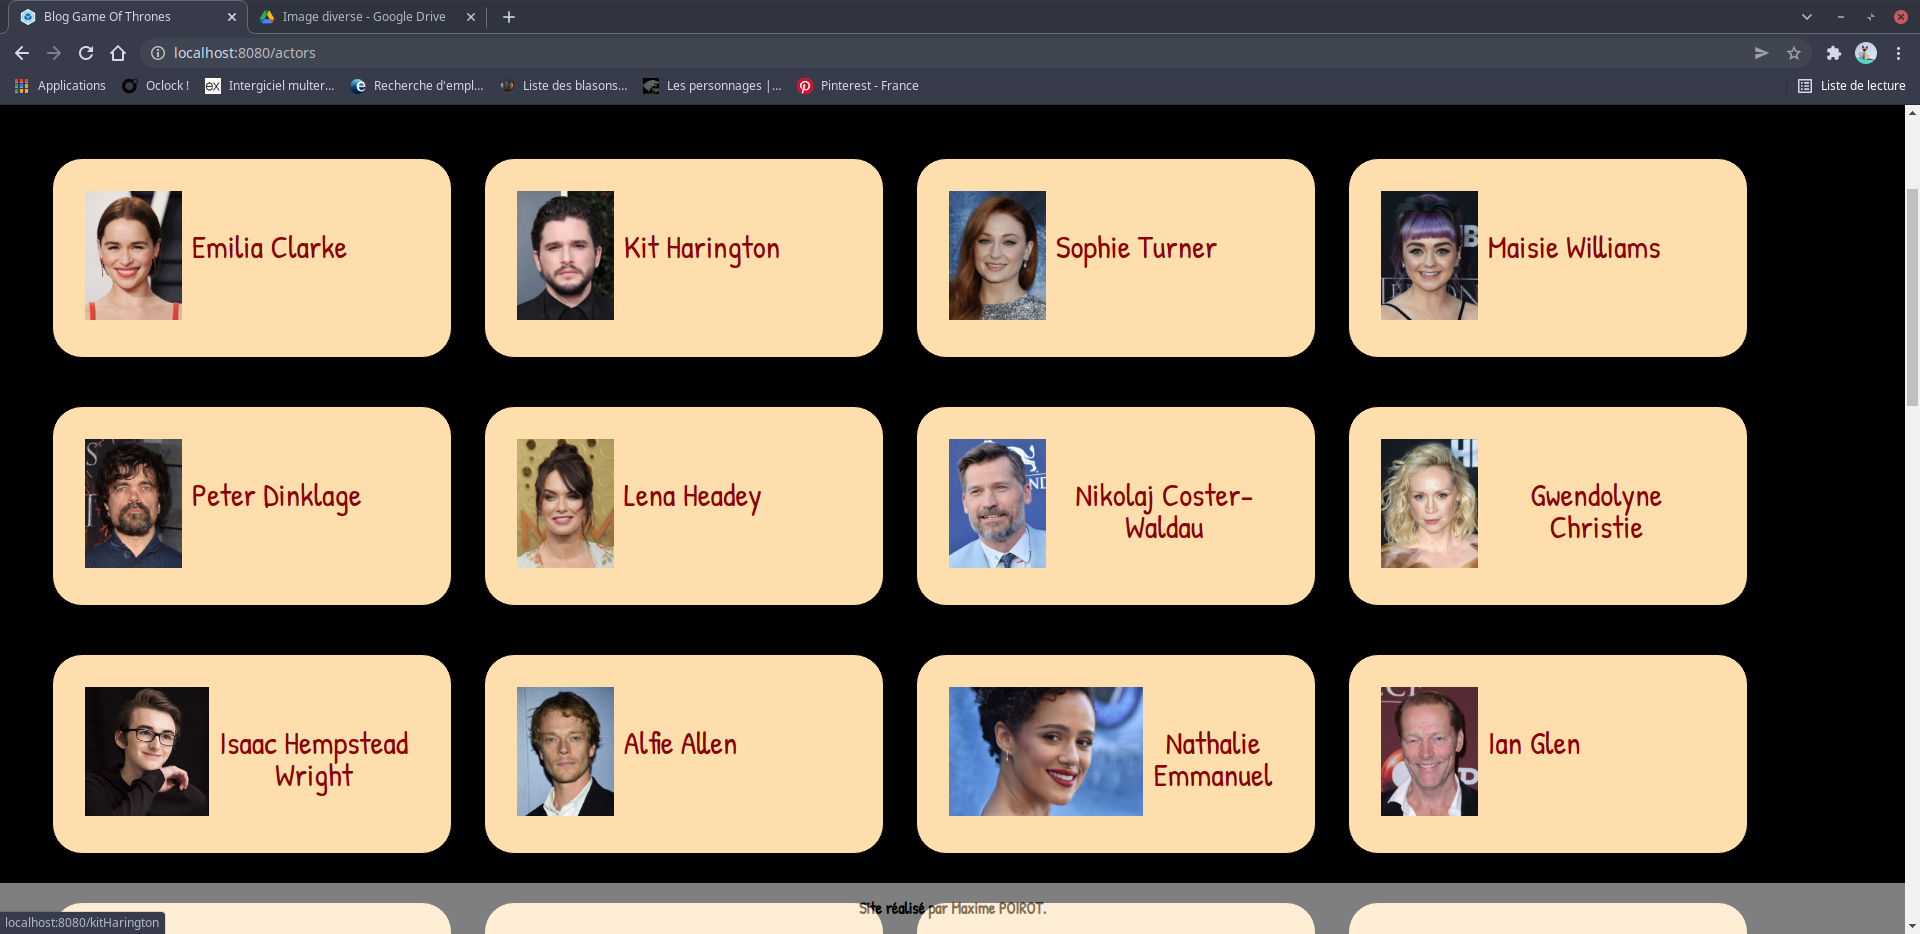 Blog Game Of Thrones
Image diverse - Google Drive
localhost:8080/actors
Applications
Oclock !
Intergiciel multer...
Recherche d'empl...
Liste des blasons...
Les personnages |...
Pinterest - France
Liste de lecture
Emilia Clarke
Kit Harington
Sophie Turner
Maisie Williams
Peter Dinklage
Lena Headey
Nikolaj Coster-
Waldau
Gwendolyne
Christie
Isaac Hempstead
Wright
Alfie Allen
Nathalie
Emmanuel
Ian Glen
Site réalisé par Maxime POIROT.
localhost:8080/kitHarington